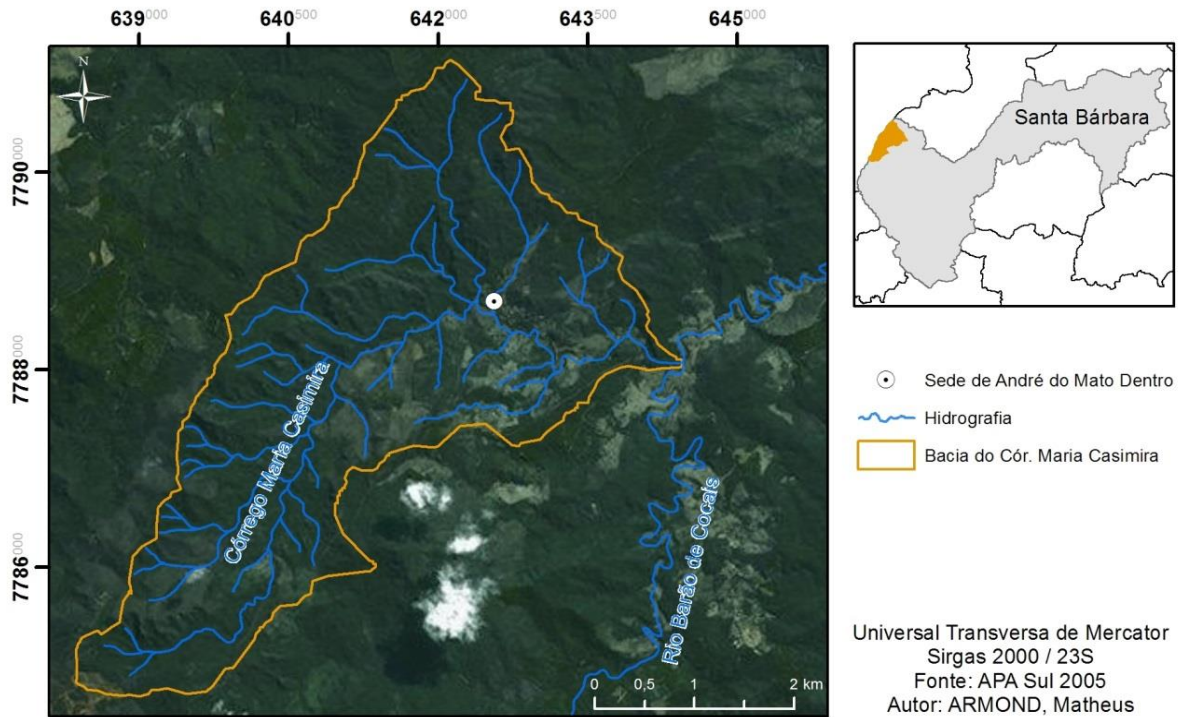 639000 640500 642000 643500 645000
N
7790000
7788000
7786000
Córrego Maria Casimira
Rio Barão de Cocais
0 0,5 1 2 km
Santa Bárbara
Sede de André do Mato Dentro
Hidrografia
Bacia do Cór. Maria Casimira
Universal Transversa de Mercator
Sirgas 2000 / 23S
Fonte: APA Sul 2005
Autor: ARMOND, Matheus